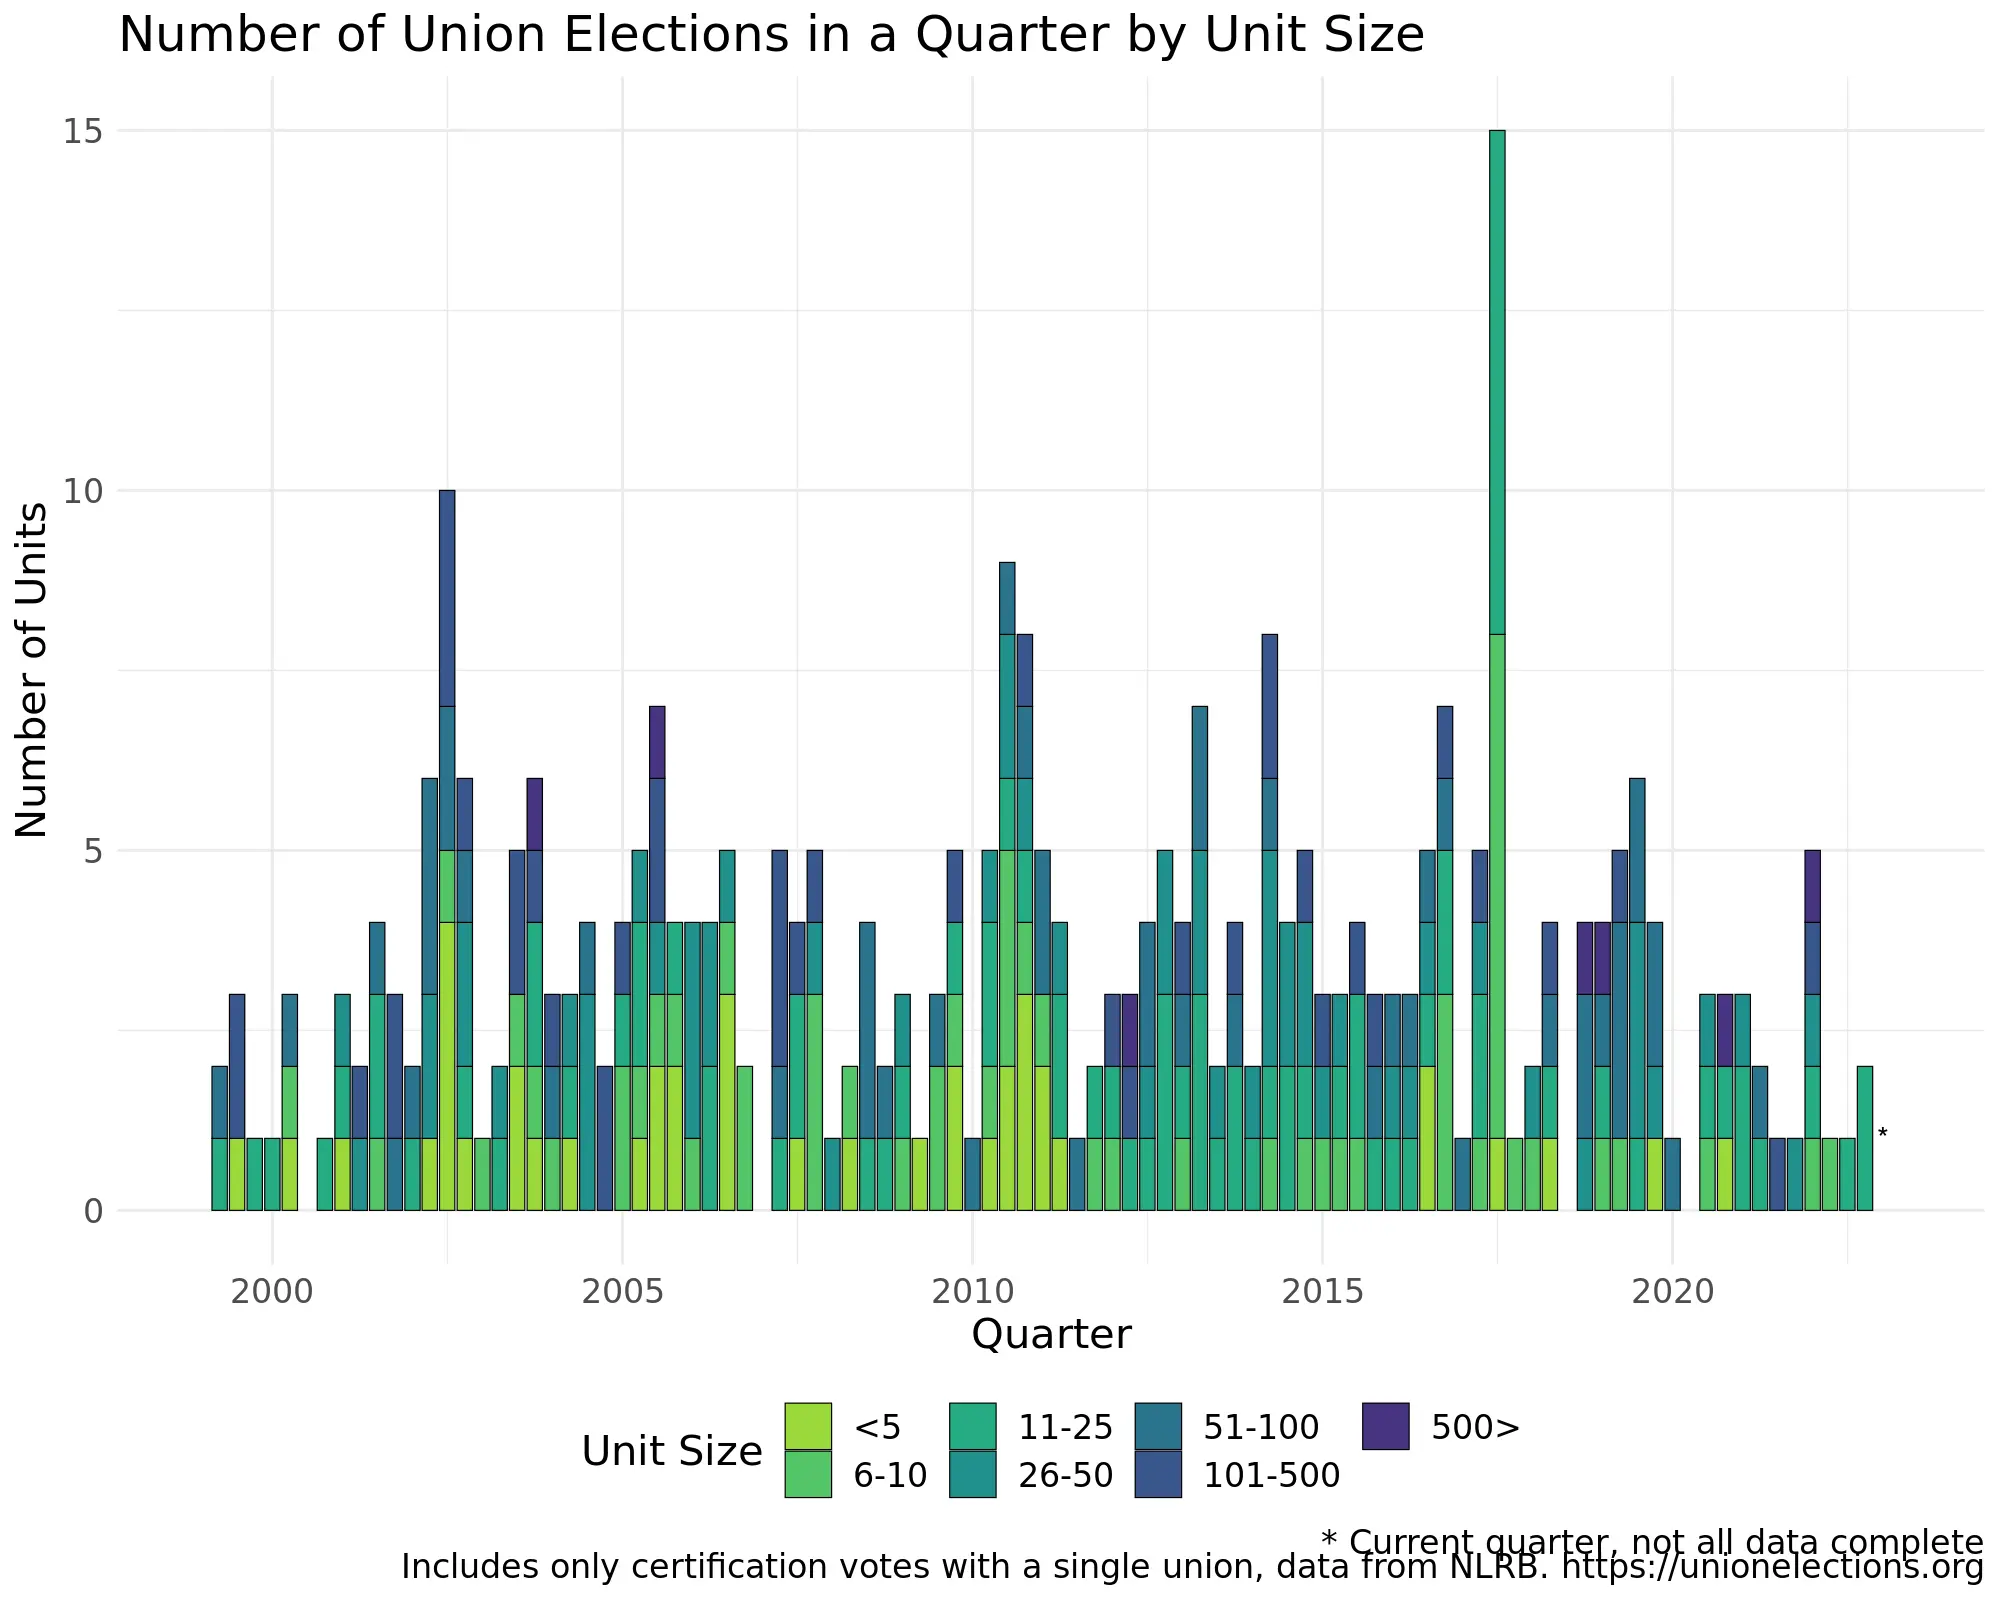 Number of Union Elections in a Quarter by Unit Size
15
10
5
0
Number of Units
2000 2005 2010 2015 2020
*
Quarter
Unit Size
<5 11-25 51-100 500>
6-10 26-50 101-500
* Current quarter, not all data complete
Includes only certification votes with a single union, data from NLRB. https://unionelections.org